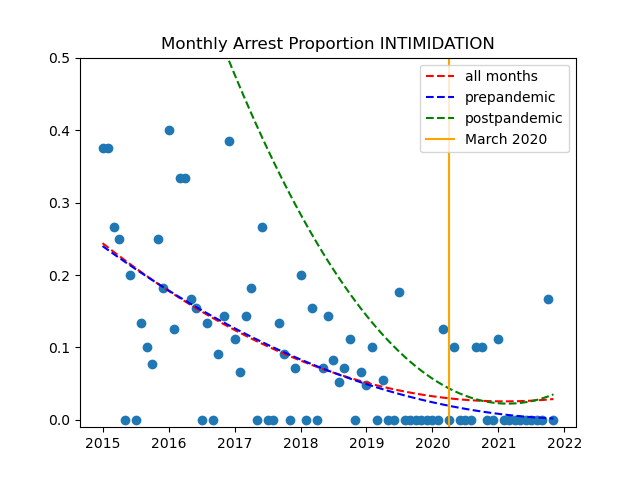 Monthly Arrest Proportion INTIMIDATION
0.5
0.4
0.3
0.2
0.1
0.0
all months
prepandemic
postpandemic
March 2020
2015 2016 2017 2018 2019 2020 2021 2022